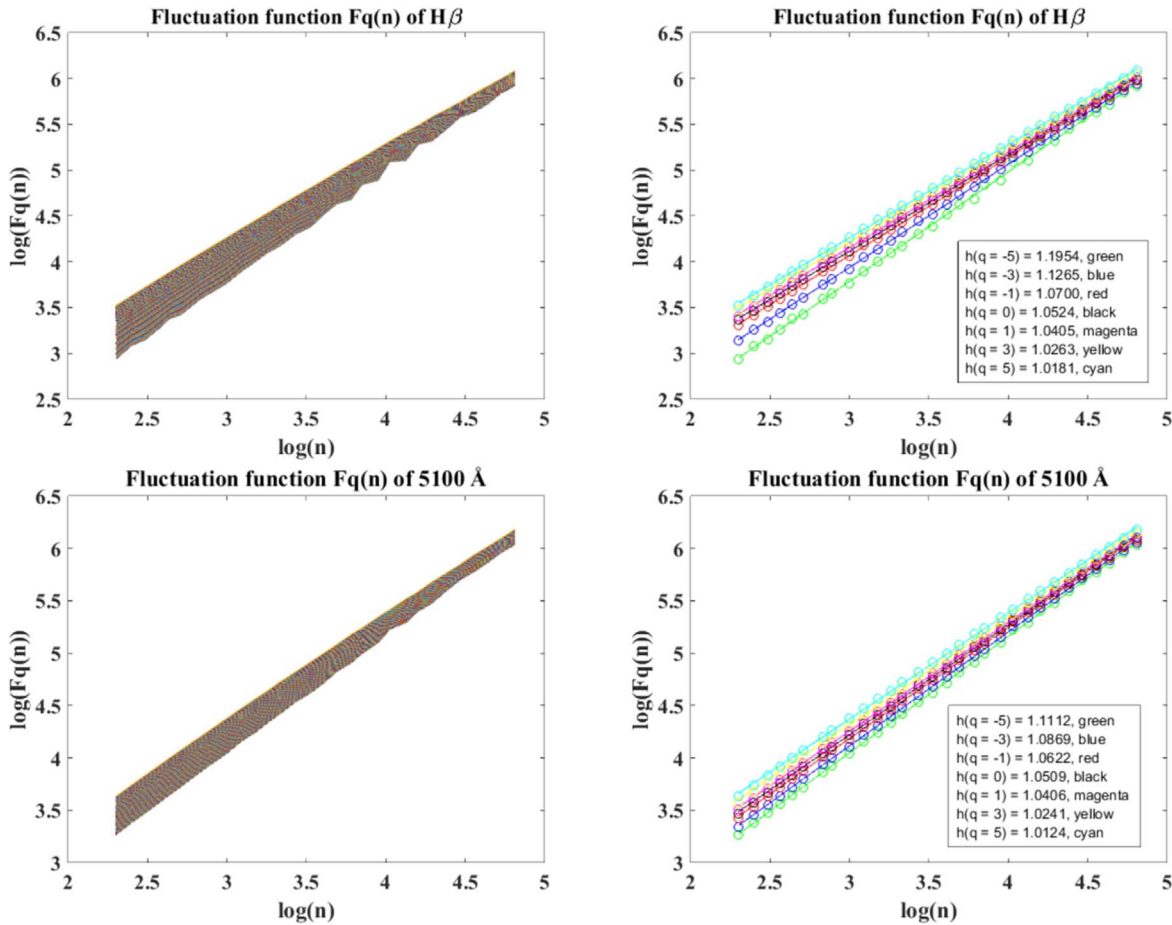 Fluctuation function Fq(n) of Hβ
6.5
6
5.5
5
4.5
4
3.5
3
2.5
log(Fq(n))
2 2.5 3 3.5 4 4.5 5
log(n)
Fluctuation function Fq(n) of Hβ
6.5
6
5.5
5
4.5
4
3.5
3
2.5
log(Fq(n))
h(q = -5) = 1.1954, green
h(q = -3) = 1.1265, blue
h(q = -1) = 1.0700, red
h(q = 0) = 1.0524, black
h(q = 1) = 1.0405, magenta
h(q = 3) = 1.0263, yellow
h(q = 5) = 1.0181, cyan
2 2.5 3 3.5 4 4.5 5
log(n)
Fluctuation function Fq(n) of 5100 Å
6.5
6
5.5
5
4.5
4
3.5
3
log(Fq(n))
2 2.5 3 3.5 4 4.5 5
log(n)
Fluctuation function Fq(n) of 5100 Å
6.5
6
5.5
5
4.5
4
3.5
3
log(Fq(n))
h(q = -5) = 1.1112, green
h(q = -3) = 1.0869, blue
h(q = -1) = 1.0622, red
h(q = 0) = 1.0509, black
h(q = 1) = 1.0406, magenta
h(q = 3) = 1.0241, yellow
h(q = 5) = 1.0124, cyan
2 2.5 3 3.5 4 4.5 5
log(n)